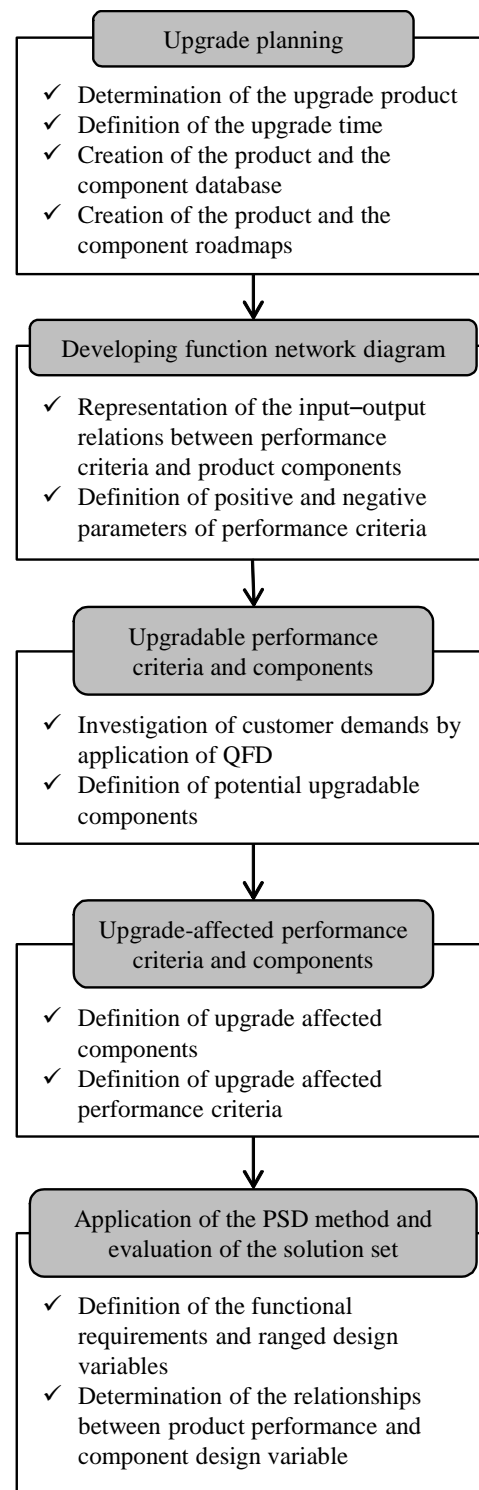 Upgrade planning
✓ Determination of the upgrade product
✓ Definition of the upgrade time
✓ Creation of the product and the
component database
✓ Creation of the product and the
component roadmaps
Developing function network diagram
✓ Representation of the input–output
relations between performance
criteria and product components
✓ Definition of positive and negative
parameters of performance criteria
Upgradable performance
criteria and components
✓ Investigation of customer demands by
application of QFD
✓ Definition of potential upgradable
components
Upgrade-affected performance
criteria and components
✓ Definition of upgrade affected
components
✓ Definition of upgrade affected
performance criteria
Application of the PSD method and
evaluation of the solution set
✓ Definition of the functional
requirements and ranged design
variables
✓ Determination of the relationships
between product performance and
component design variable